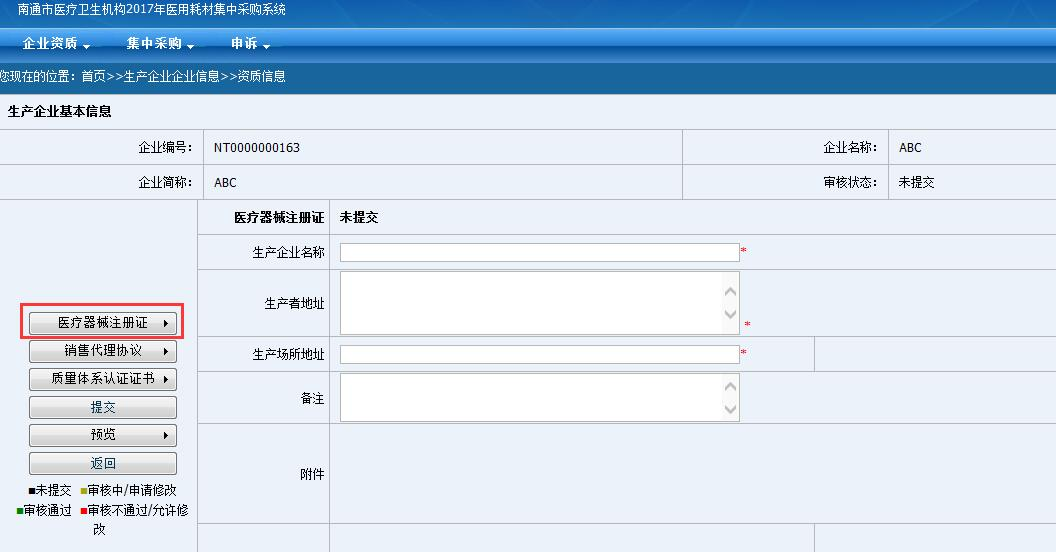 南通市医疗卫生机构2017年医用耗材集中采购系统
企业资质 集中采购 申诉
您现在的位置：首页>>生产企业企业信息>>资质信息
生产企业基本信息
企业编号： NT0000000163 企业名称： ABC
企业简称： ABC 审核状态： 未提交
医疗器械注册证 未提交
生产企业名称 *
生产者地址 *
医疗器械注册证
销售代理协议
生产场所地址 *
质量体系认证证书
备注
提交
预览
返回
附件
■未提交 ■审核中/申请修改
■审核通过 ■审核不通过/允许修
改